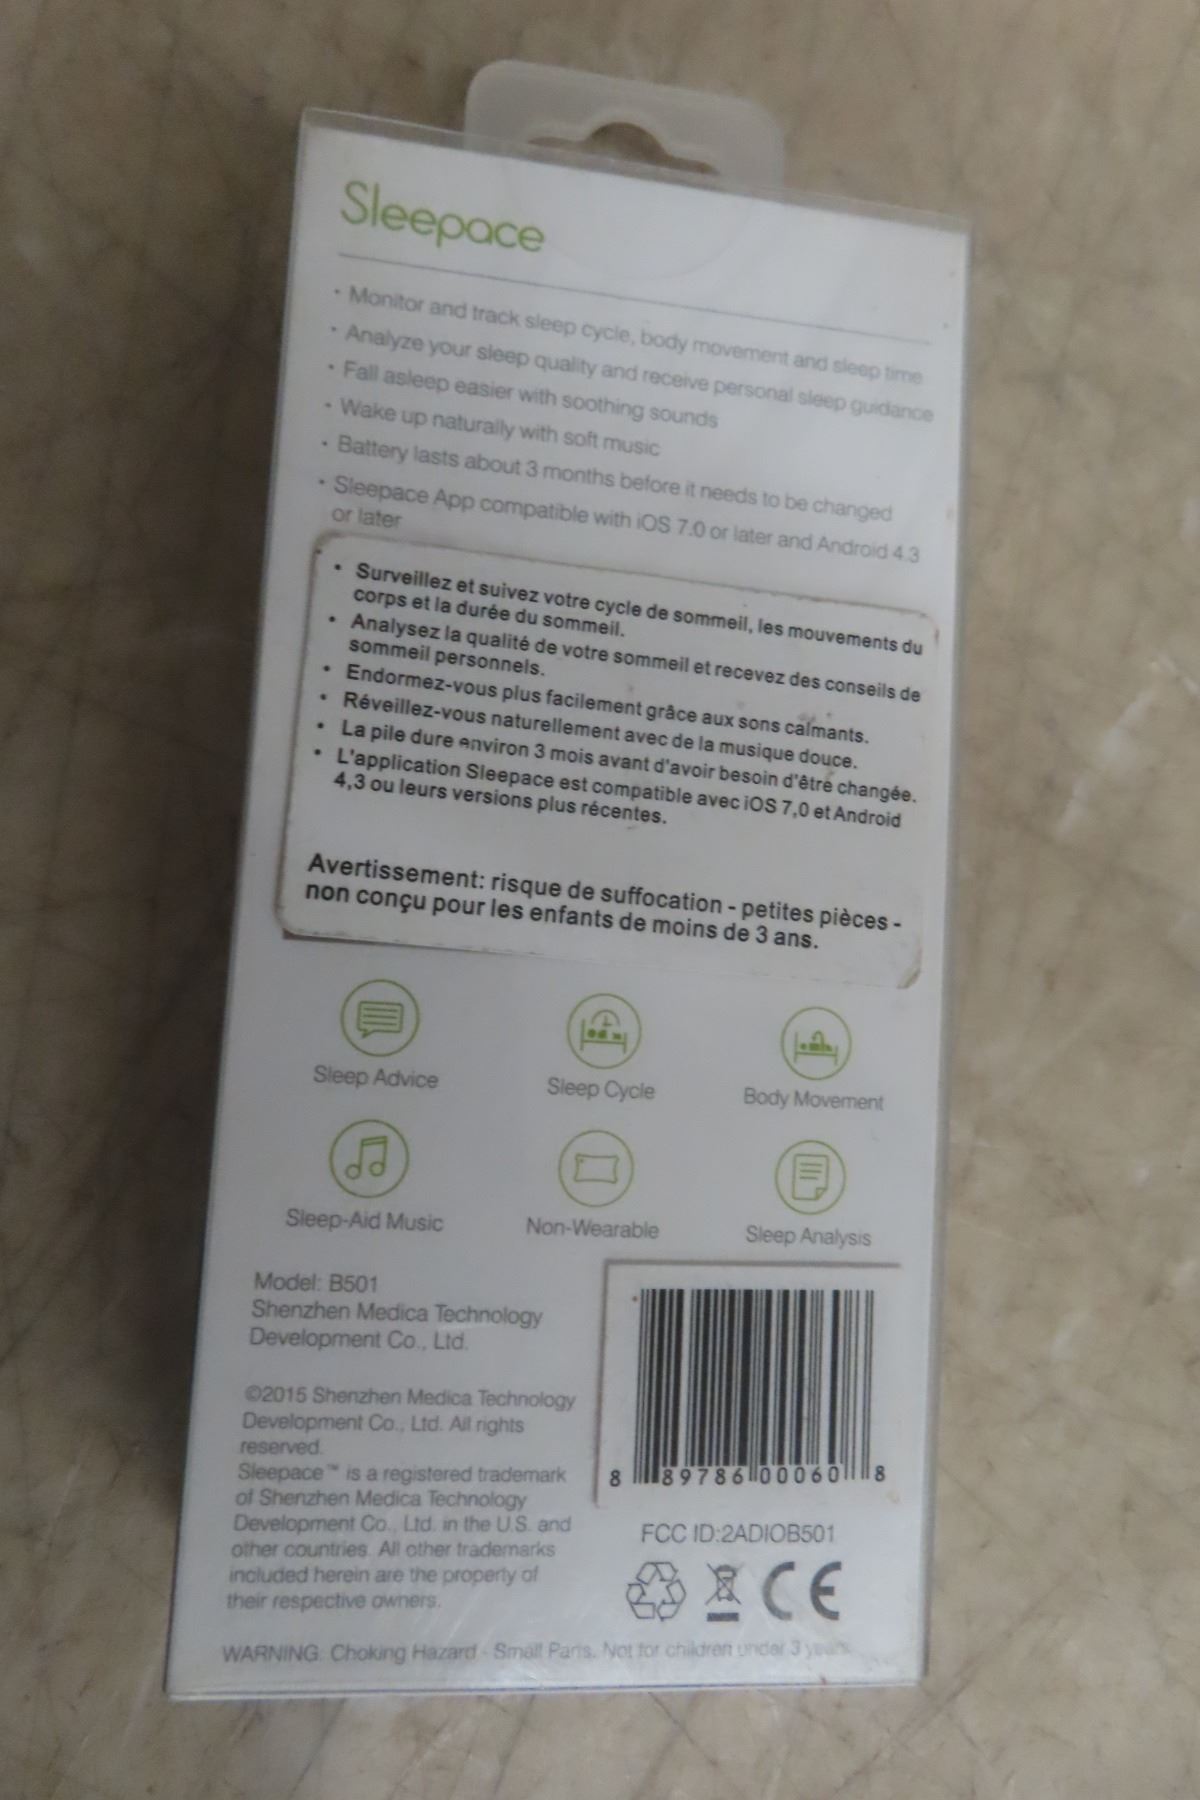 Sleepace
• Monitor and track sleep cycle, body movement and sleep time
• Analyze your sleep quality and receive personal sleep guidance
• Fall asleep easier with soothing sounds
• Wake up naturally with soft music
• Battery lasts about 3 months before it needs to be changed
• Sleepace App compatible with iOS 7.0 or later and Android 4.3
or later
• Surveillez et suivez votre cycle de sommeil, les mouvements du
corps et la durée du sommeil.
• Analysez la qualité de votre sommeil et recevez des conseils de
sommeil personnels.
• Endormez-vous plus facilement grâce aux sons calmants.
• Réveillez-vous naturellement avec de la musique douce.
• La pile dure environ 3 mois avant d'avoir besoin d'être changée.
• L'application Sleepace est compatible avec iOS 7,0 et Android
4,3 ou leurs versions plus récentes.
Avertissement: risque de suffocation - petites pièces -
non conçu pour les enfants de moins de 3 ans.
Sleep Advice
Sleep Cycle
Body Movement
Sleep-Aid Music
Non-Wearable
Sleep Analysis
Model: B501
Shenzhen Medica Technology
Development Co., Ltd.
©2015 Shenzhen Medica Technology
Development Co., Ltd. All rights
reserved.
Sleepace™ is a registered trademark
of Shenzhen Medica Technology
Development Co., Ltd. in the U.S. and
other countries. All other trademarks
included herein are the property of
their respective owners.
8 89786 00060 8
FCC ID:2ADIOB501
CE
WARNING: Choking Hazard - Small Parts. Not for children under 3 years.